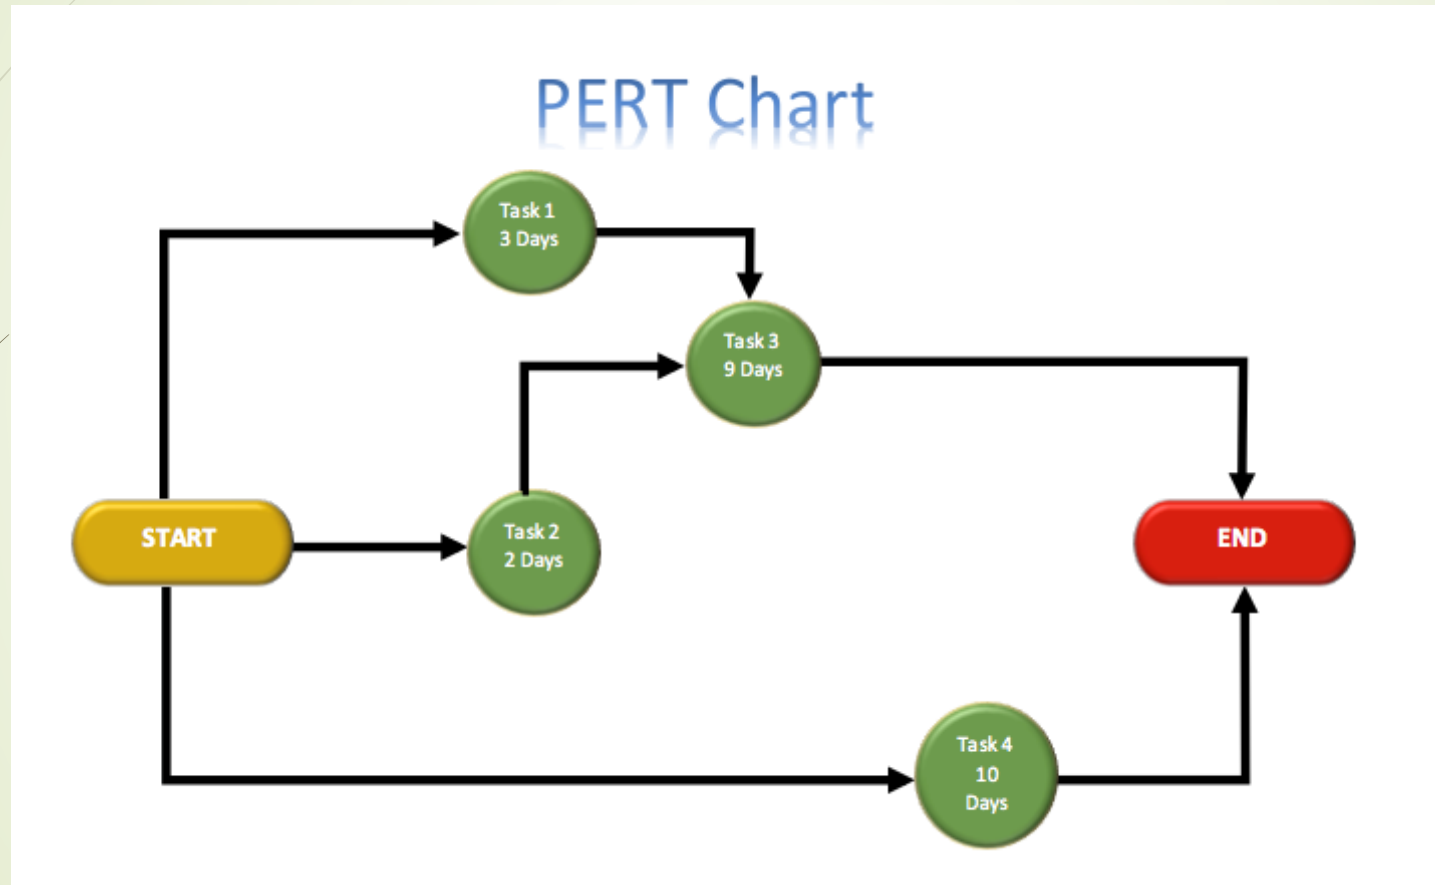 PERT Chart
Task 1
3 Days
Task 3
9 Days
START
Task 2
2 Days
END
Task 4
10
Days